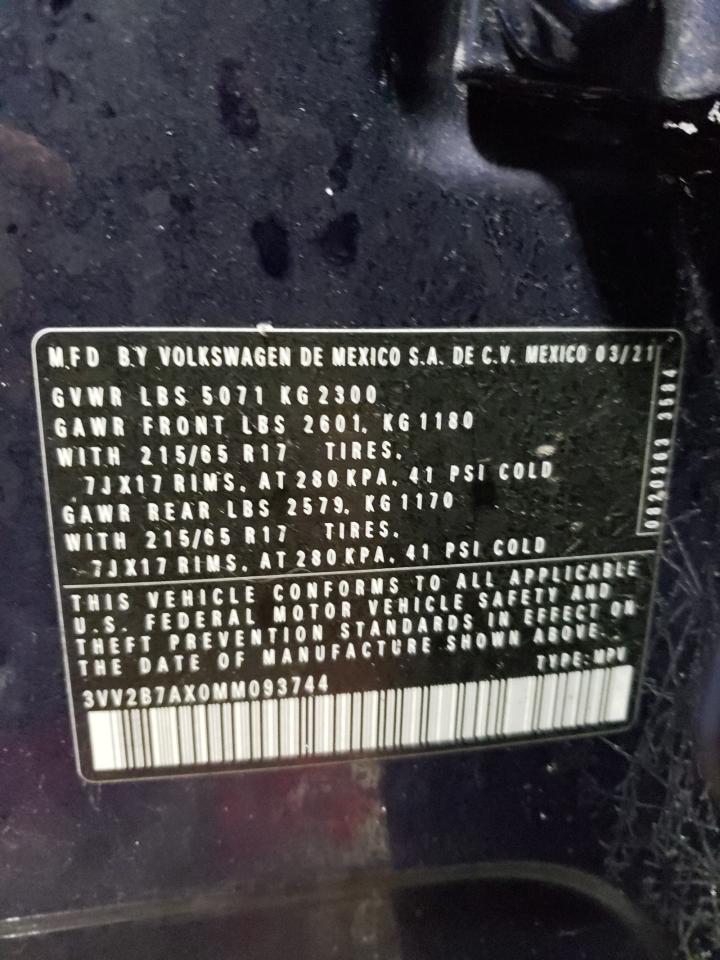 MFD BY VOLKSWAGEN DE MEXICO S.A. DE C.V. MEXICO 03/21
GVWR LBS 5071 KG 2300
GAWR FRONT LBS 2601, KG 1180
WITH 215/65 R17 TIRES,
7JX17 RIMS, AT 280 KPA, 41 PSI COLD
GAWR REAR LBS 2579, KG 1170
WITH 215/65 R17 TIRES,
7JX17 RIMS, AT 280 KPA, 41 PSI COLD
0820363 3584
THIS VEHICLE CONFORMS TO ALL APPLICABLE
U.S. FEDERAL MOTOR VEHICLE SAFETY AND
THEFT PREVENTION STANDARDS IN EFFECT ON
THE DATE OF MANUFACTURE SHOWN ABOVE.
TYPE: MPV
3VV2B7AX0MM093744